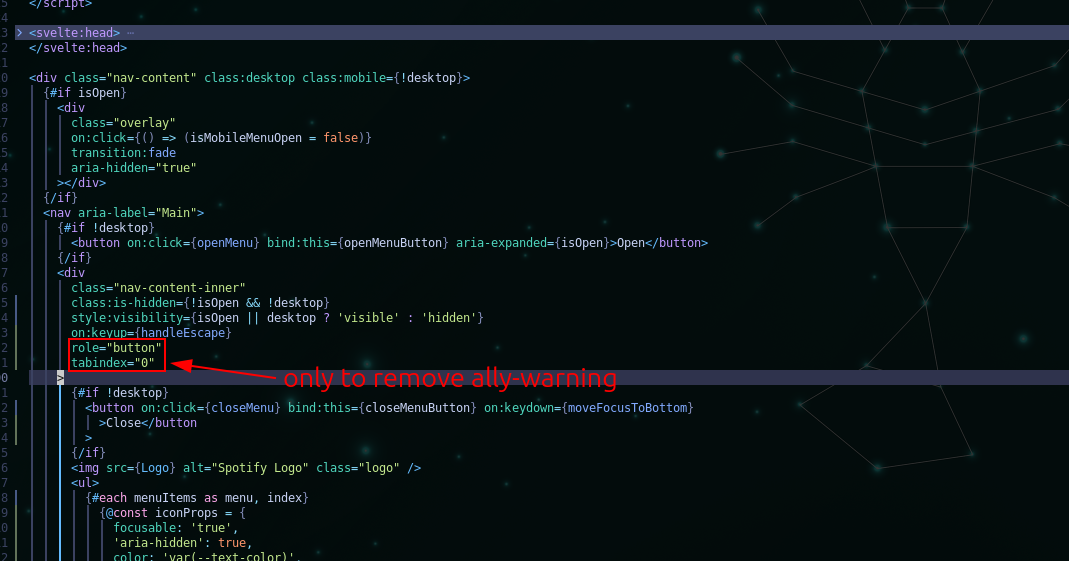 5 </script>
4
3 > <svelte:head> ⋯
2 </svelte:head>
1
0 <div class="nav-content" class:desktop class:mobile={!desktop}>
9 {#if isOpen}
8 <div
7 class="overlay"
6 on:click={() => (isMobileMenuOpen = false)}
5 transition:fade
4 aria-hidden="true"
3 ></div>
2 {/if}
1 <nav aria-label="Main">
0 {#if !desktop}
9 <button on:click={openMenu} bind:this={openMenuButton} aria-expanded={isOpen}>Open</button>
8 {/if}
7 <div
6 class="nav-content-inner"
5 class:is-hidden={!isOpen && !desktop}
4 style:visibility={isOpen || desktop ? 'visible' : 'hidden'}
3 on:keyup={handleEscape}
2 role="button"
1 tabindex="0"
0 >
only to remove ally-warning
1 {#if !desktop}
2 <button on:click={closeMenu} bind:this={closeMenuButton} on:keydown={moveFocusToBottom}
3 >Close</button
4 >
5 {/if}
6 <img src={Logo} alt="Spotify Logo" class="logo" />
7 <ul>
8 {#each menuItems as menu, index}
9 {@const iconProps = {
0 focusable: 'true',
1 'aria-hidden': true,
2 color: 'var(--text-color)',